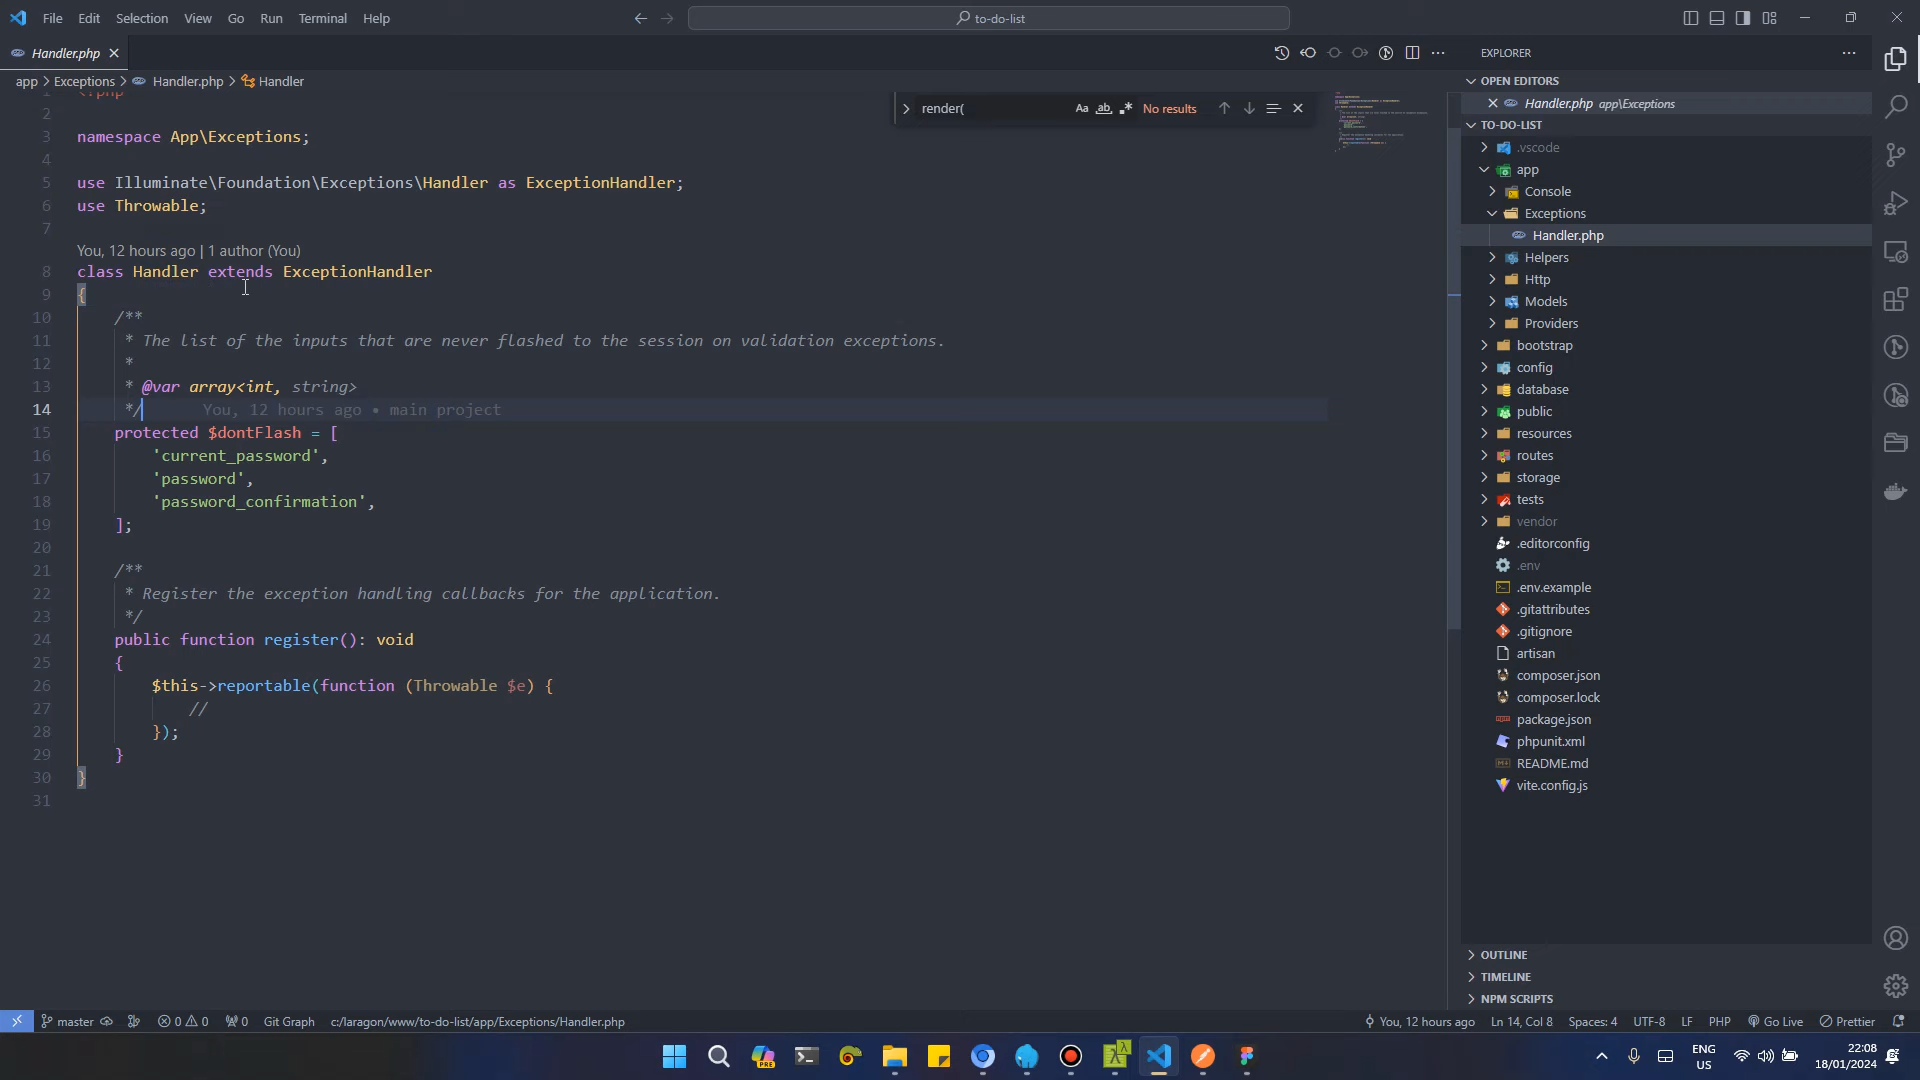 File Edit Selection View Go Run Terminal Help
to-do-list
Handler.php
app > Exceptions > Handler.php > Handler
render(
Aa ab
No results
1 <?php
2
3 namespace App\Exceptions;
4
5 use Illuminate\Foundation\Exceptions\Handler as ExceptionHandler;
6 use Throwable;
7
You, 12 hours ago | 1 author (You)
8 class Handler extends ExceptionHandler
9 {
10 /**
11 * The list of the inputs that are never flashed to the session on validation exceptions.
12 *
13 * @var array<int, string>
14 */ You, 12 hours ago • main project
15 protected $dontFlash = [
16 'current_password',
17 'password',
18 'password_confirmation',
19 ];
20
21 /**
22 * Register the exception handling callbacks for the application.
23 */
24 public function register(): void
25 {
26 $this->reportable(function (Throwable $e) {
27 //
28 });
29 }
30 }
31
EXPLORER
OPEN EDITORS
Handler.php app\Exceptions
TO-DO-LIST
.vscode
app
Console
Exceptions
Handler.php
Helpers
Http
Models
Providers
bootstrap
config
database
public
resources
routes
storage
tests
vendor
.editorconfig
.env
.env.example
.gitattributes
.gitignore
artisan
composer.json
composer.lock
package.json
phpunit.xml
README.md
vite.config.js
OUTLINE
TIMELINE
NPM SCRIPTS
master 0 0 0 Git Graph c:/laragon/www/to-do-list/app/Exceptions/Handler.php
You, 12 hours ago Ln 14, Col 8 Spaces: 4 UTF-8 LF PHP Go Live Prettier
PRE
ENG
US
22:08
18/01/2024